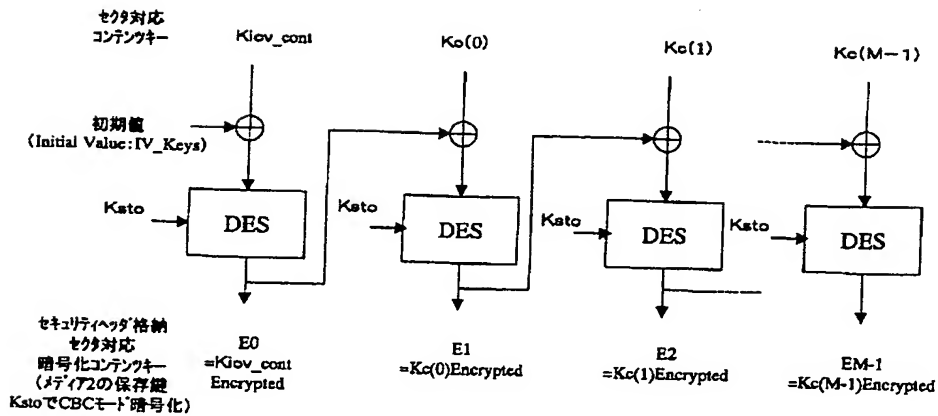 セクタ対応
コンテンツキー
Kicv_cont
Kc(0)
Kc(1)
Kc(M-1)
初期値
(Initial Value:IV_Keys)
Ksto
DES
Ksto
DES
Ksto
DES
Ksto
DES
セキュリティヘッダ格納
セクタ対応
暗号化コンテンツキー
(メディア2の保存鍵
KstoでCBCモード暗号化)
E0
=Kicv_cont
Encrypted
E1
=Kc(0)Encrypted
E2
=Kc(1)Encrypted
EM-1
=Kc(M-1)Encrypted